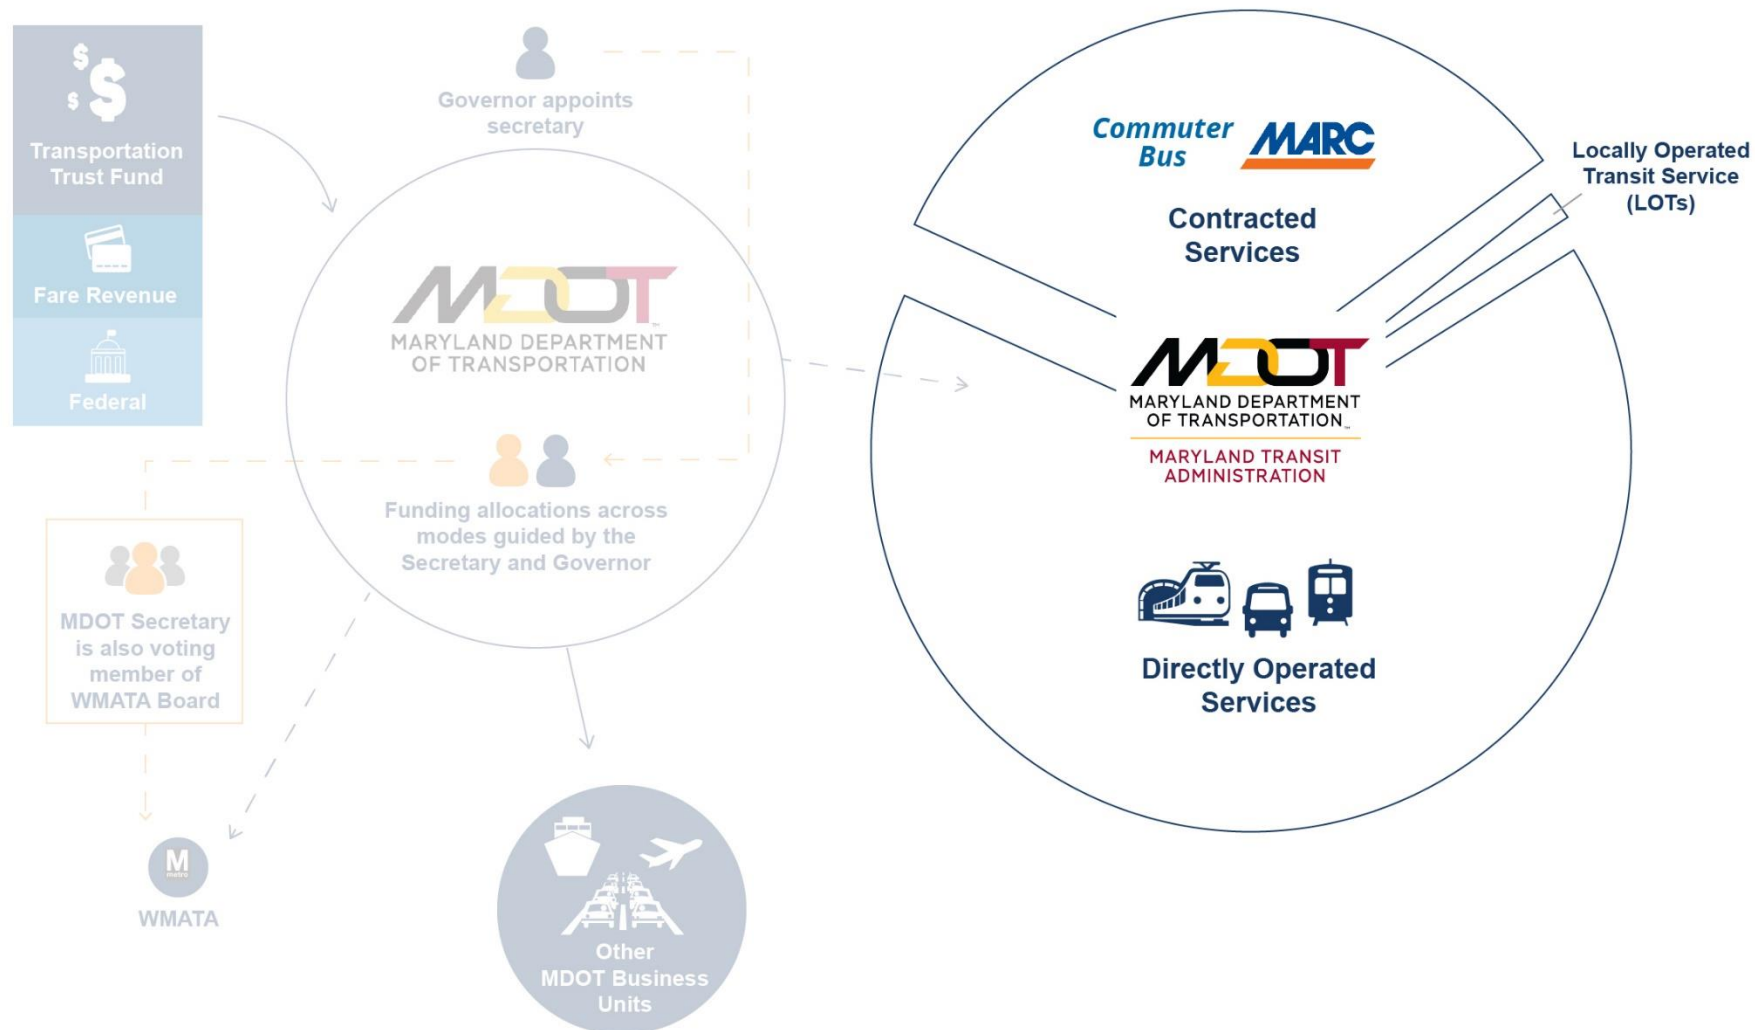 $
$
$
Transportation
Trust Fund
Fare Revenue
Federal
Governor appoints
secretary
MDOT™
MARYLAND DEPARTMENT
OF TRANSPORTATION
Funding allocations across
modes guided by the
Secretary and Governor
MDOT Secretary
is also voting
member of
WMATA Board
M
metro
WMATA
Other
MDOT Business
Units
Commuter
Bus
MARC
Contracted
Services
Locally Operated
Transit Service
(LOTs)
MDOT
MARYLAND DEPARTMENT
OF TRANSPORTATION™
MARYLAND TRANSIT
ADMINISTRATION
Directly Operated
Services